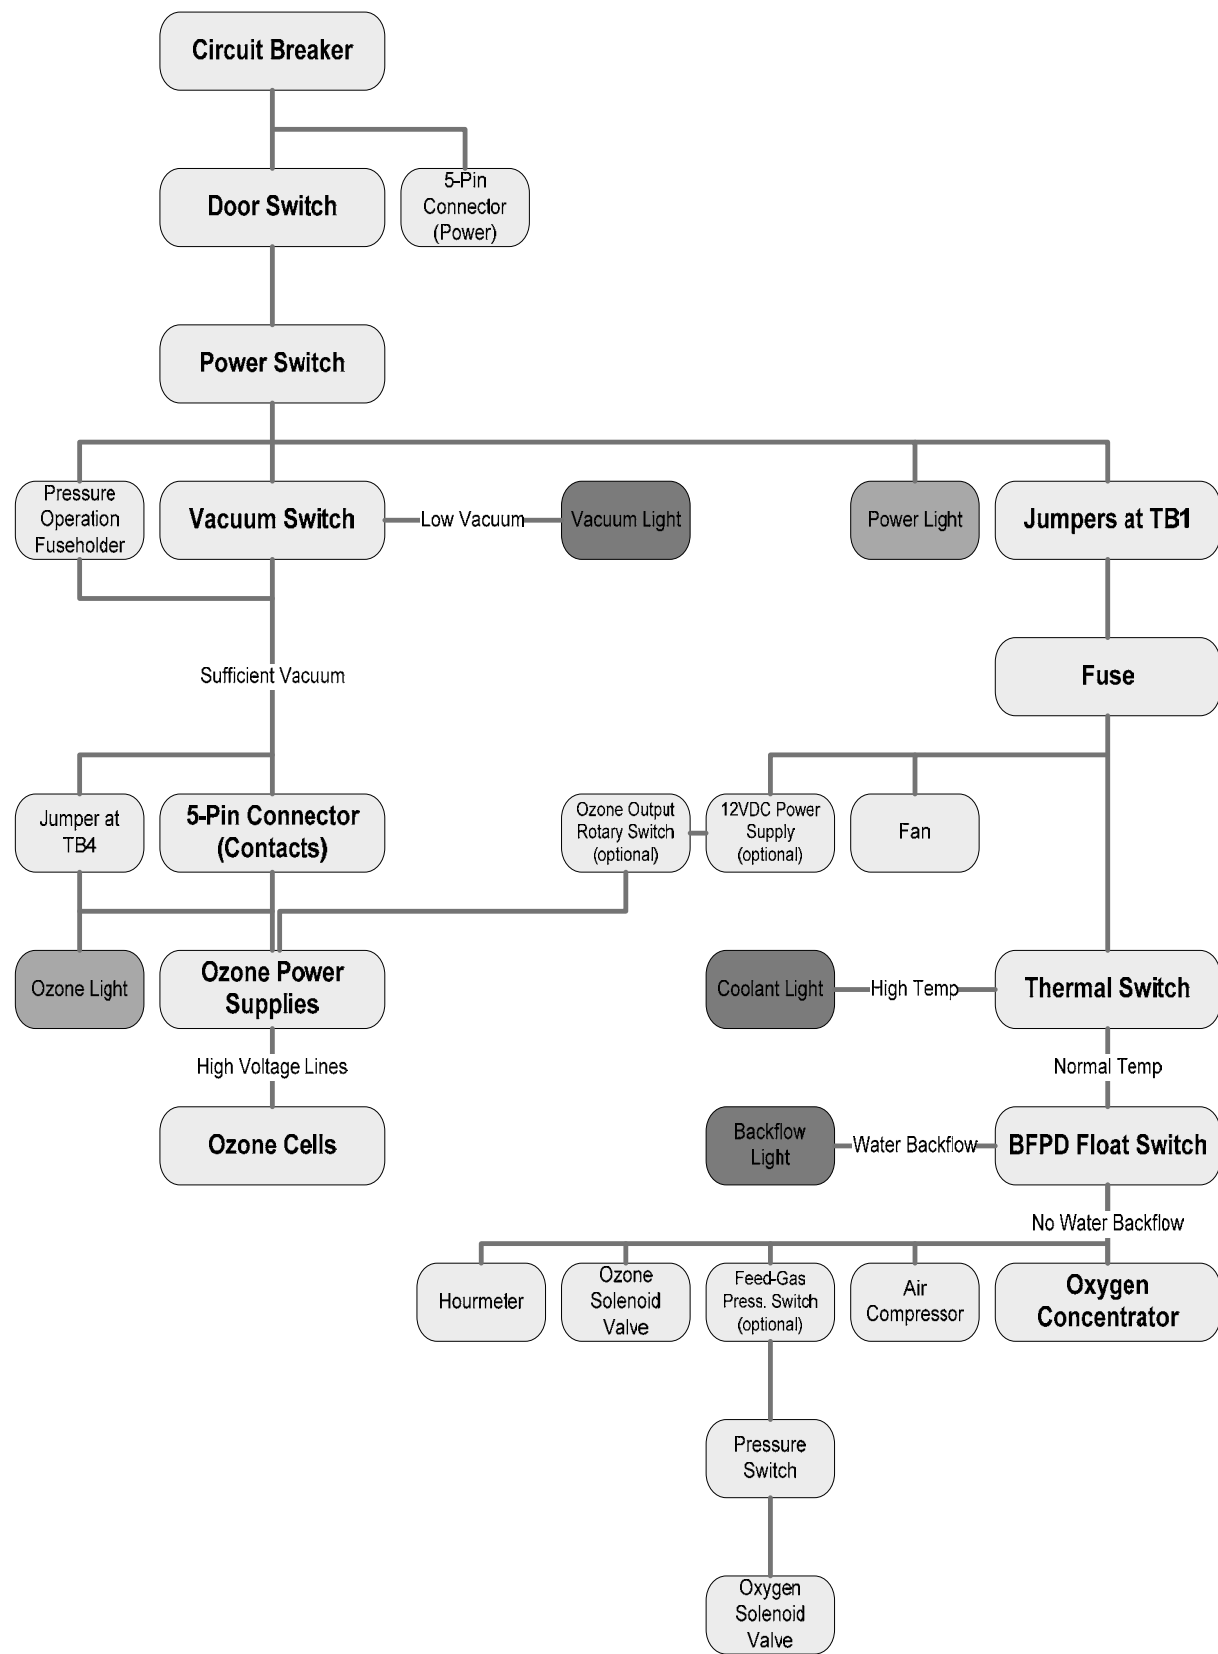 Circuit Breaker
Door Switch
5-Pin
Connector
(Power)
Power Switch
Pressure
Operation
Fuseholder
Vacuum Switch
Low Vacuum
Vacuum Light
Power Light
Jumpers at TB1
Sufficient Vacuum
Fuse
Jumper at
TB4
5-Pin Connector
(Contacts)
Ozone Output
Rotary Switch
(optional)
12VDC Power
Supply
(optional)
Fan
Ozone Light
Ozone Power
Supplies
Coolant Light
High Temp
Thermal Switch
High Voltage Lines
Normal Temp
Ozone Cells
Backflow
Light
Water Backflow
BFPD Float Switch
No Water Backflow
Hourmeter
Ozone
Solenoid
Valve
Feed-Gas
Press. Switch
(optional)
Air
Compressor
Oxygen
Concentrator
Pressure
Switch
Oxygen
Solenoid
Valve